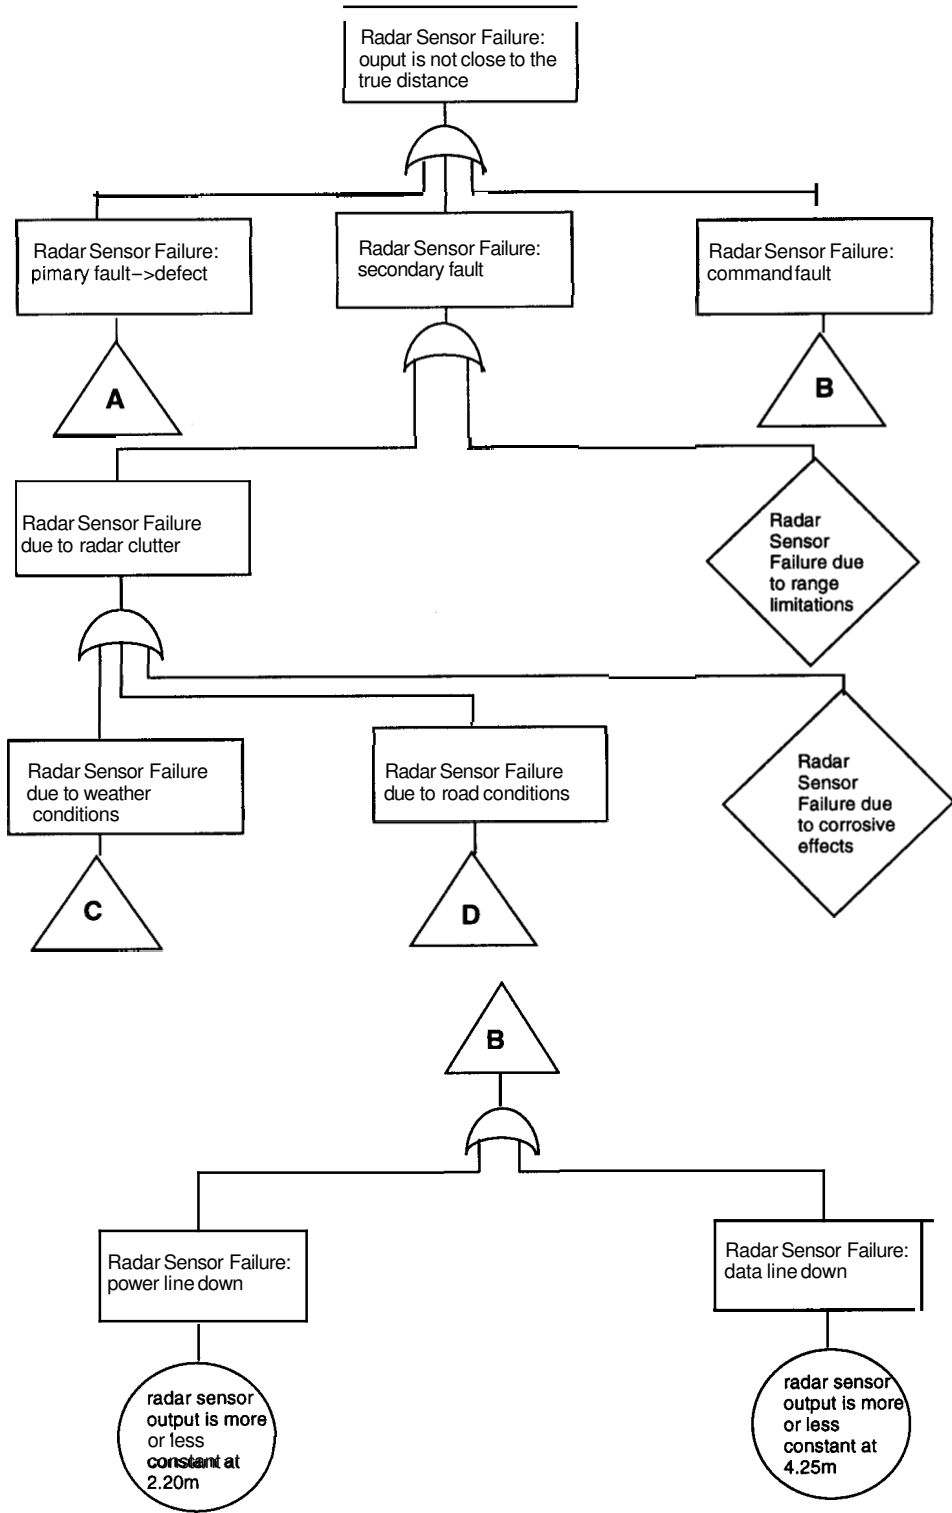 Radar Sensor Failure:
ouput is not close to the
true distance
Radar Sensor Failure:
pimary fault->defect
Radar Sensor Failure:
secondary fault
Radar Sensor Failure:
command fault
A
B
Radar Sensor Failure
due to radar clutter
Radar
Sensor
Failure due
to range
limitations
Radar Sensor Failure
due to weather
conditions
Radar Sensor Failure
due to road conditions
Radar
Sensor
Failure due
to corrosive
effects
C
D
B
Radar Sensor Failure:
power line down
Radar Sensor Failure:
data line down
radar sensor
output is more
or less
constant at
2.20m
radar sensor
output is more
or less
constant at
4.25m